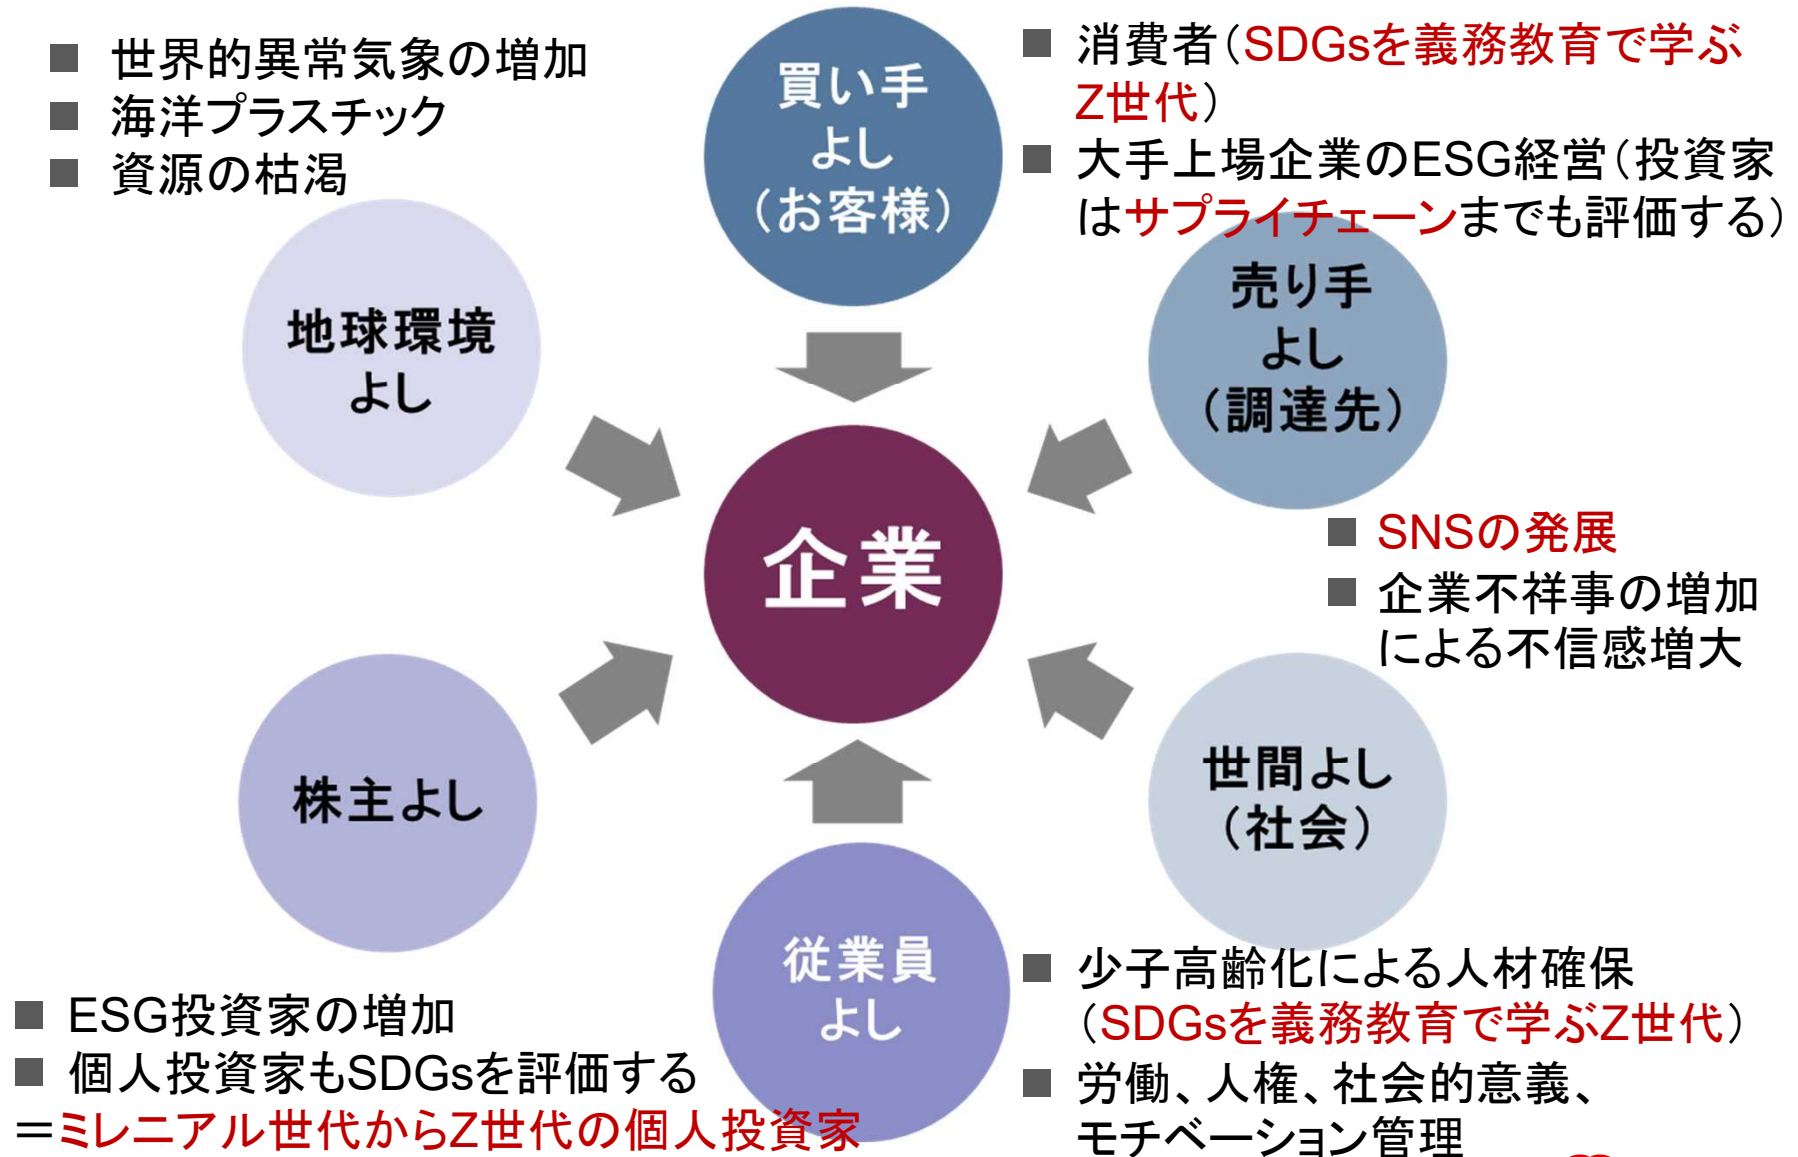 世界的異常気象の増加
海洋プラスチック
資源の枯渇
買い手
よし
（お客様）
消費者（SDGsを義務教育で学ぶ
Z世代）
大手上場企業のESG経営（投資家
はサプライチェーンまでも評価する）
地球環境
よし
売り手
よし
（調達先）
企業
SNSの発展
企業不祥事の増加
による不信感増大
株主よし
世間よし
（社会）
従業員
よし
ESG投資家の増加
個人投資家もSDGsを評価する
＝ミレニアル世代からZ世代の個人投資家
少子高齢化による人材確保
（SDGsを義務教育で学ぶZ世代）
労働、人権、社会的意義、
モチベーション管理